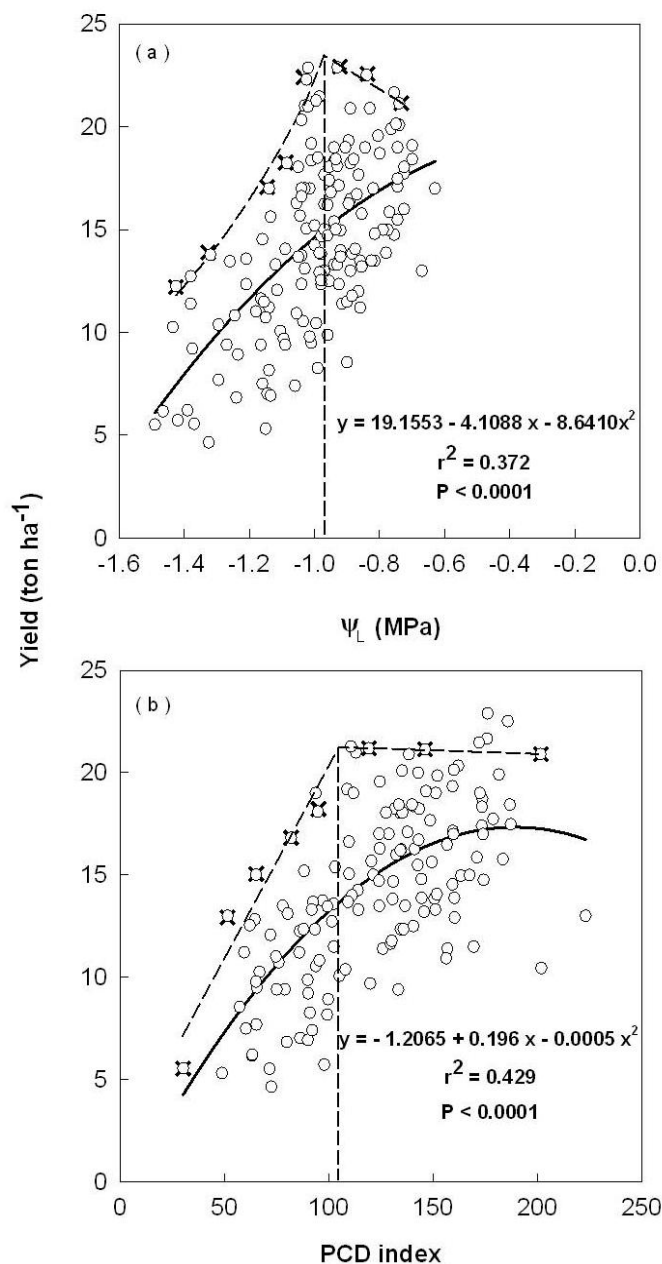 ( a )
25
20
15
10
5
0
-1.6 -1.4 -1.2 -1.0 -0.8 -0.6 -0.4 -0.2 0.0
y = 19.1553 - 4.1088 x - 8.6410x²
r² = 0.372
P < 0.0001
Ψ_L (MPa)
Yield (ton ha⁻¹)
( b )
25
20
15
10
5
0
0 50 100 150 200 250
y = - 1.2065 + 0.196 x - 0.0005 x²
r² = 0.429
P < 0.0001
PCD index